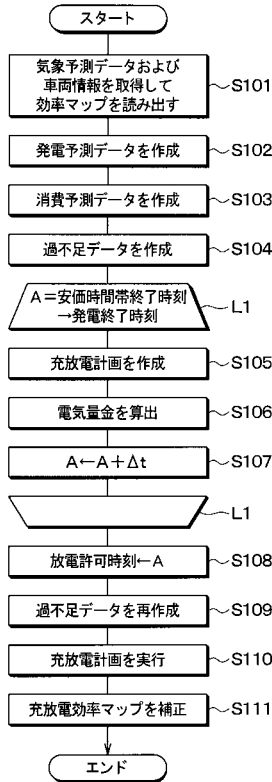 スタート
気象予測データおよび
車両情報を取得して
効率マップを読み出す
S101
発電予測データを作成
S102
消費予測データを作成
S103
過不足データを作成
S104
A=安価時間帯終了時刻
→発電終了時刻
L1
充放電計画を作成
S105
電気量金を算出
S106
A←A+Δt
S107
L1
放電許可時刻←A
S108
過不足データを再作成
S109
充放電計画を実行
S110
充放電効率マップを補正
S111
エンド